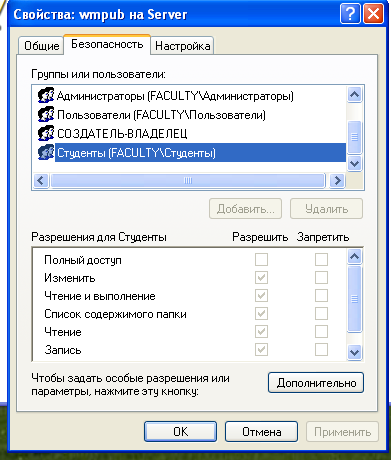 Свойства: wmpub на Server
Общие Безопасность Настройка
Группы или пользователи:
Администраторы (FACULTY\Администраторы)
Пользователи (FACULTY\Пользователи)
СОЗДАТЕЛЬ-ВЛАДЕЛЕЦ
Студенты (FACULTY\Студенты)
Добавить... Удалить
Разрешения для Студенты Разрешить Запретить
Полный доступ
Изменить
Чтение и выполнение
Список содержимого папки
Чтение
Запись
Чтобы задать особые разрешения или
параметры, нажмите эту кнопку: Дополнительно
OK Отмена Применить